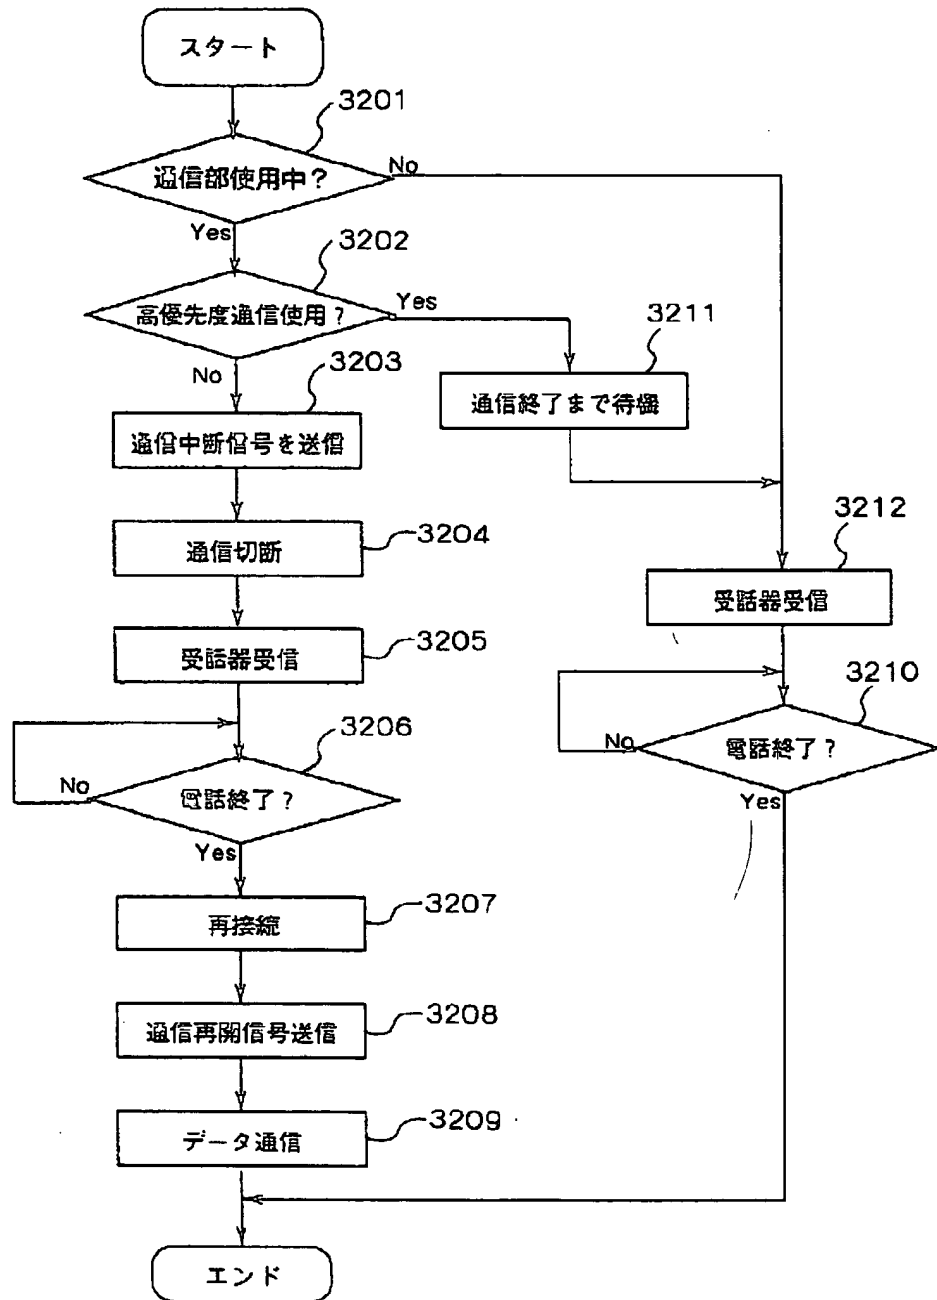 スタート
3201
通信部使用中?
No
Yes
3202
高優先度通信使用?
Yes
No
3211
通信終了まで待機
3203
通信中断信号を送信
3204
通信切断
3212
受話器受信
3205
受話器受信
3210
電話終了?
No
Yes
3206
電話終了?
No
Yes
3207
再接続
3208
通信再開信号送信
3209
データ通信
エンド